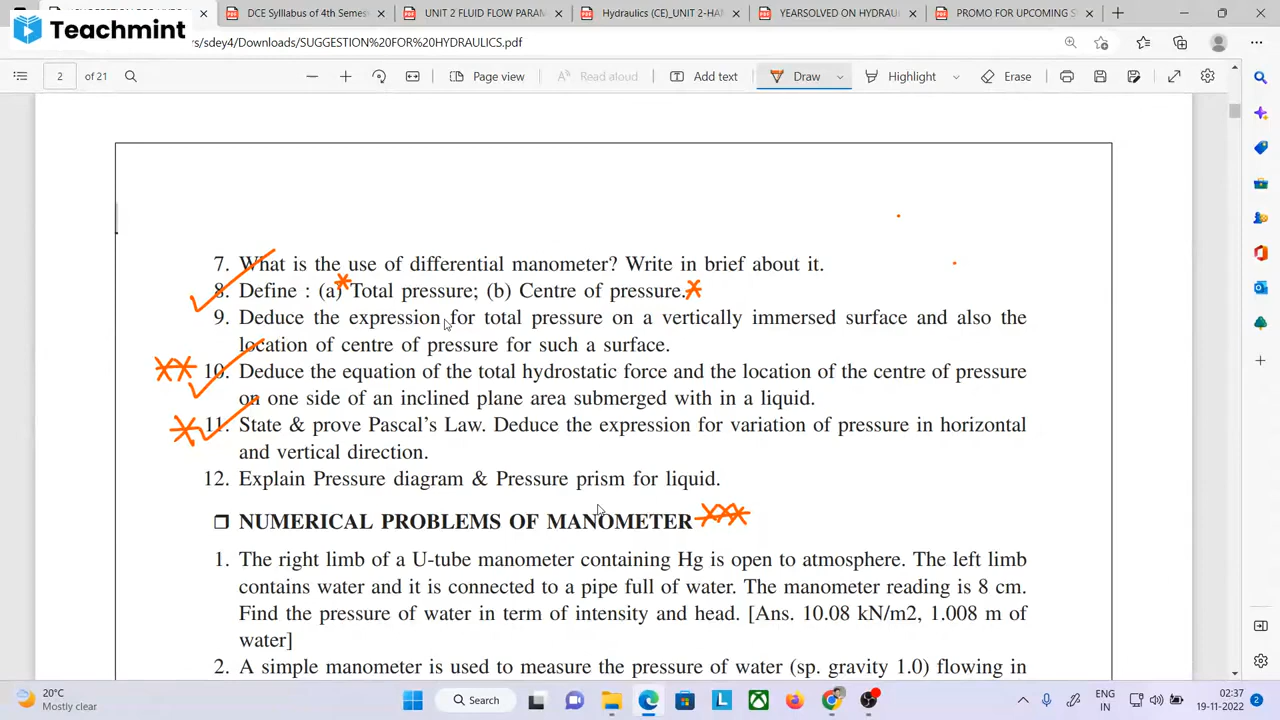 DCE Sylllabus of 4th Semes
UNIT 1 FLUID FLOW PARAM
Hydraulics (CE)_UNIT 2-HAN
YEARS QUESTION HYDRAUL
PROMO FOR UPCOMING S
Teachmint
rs/sdey4/Downloads/SUGGESTION%20FOR%20HYDRAULICS.pdf
2 of 21
Page view
Read aloud
Add text
Draw
Highlight
Erase
7. What is the use of differential manometer? Write in brief about it.
8. Define : (a) Total pressure; (b) Centre of pressure.
9. Deduce the expression for total pressure on a vertically immersed surface and also the
location of centre of pressure for such a surface.
10. Deduce the equation of the total hydrostatic force and the location of the centre of pressure
on one side of an inclined plane area submerged with in a liquid.
11. State & prove Pascal's Law. Deduce the expression for variation of pressure in horizontal
and vertical direction.
12. Explain Pressure diagram & Pressure prism for liquid.
❐ NUMERICAL PROBLEMS OF MANOMETER
1. The right limb of a U-tube manometer containing Hg is open to atmosphere. The left limb
contains water and it is connected to a pipe full of water. The manometer reading is 8 cm.
Find the pressure of water in term of intensity and head. [Ans. 10.08 kN/m2, 1.008 m of
water]
2. A simple manometer is used to measure the pressure of water (sp. gravity 1.0) flowing in
20°C
Mostly clear
Search
ENG
IN
02:37
19-11-2022
2